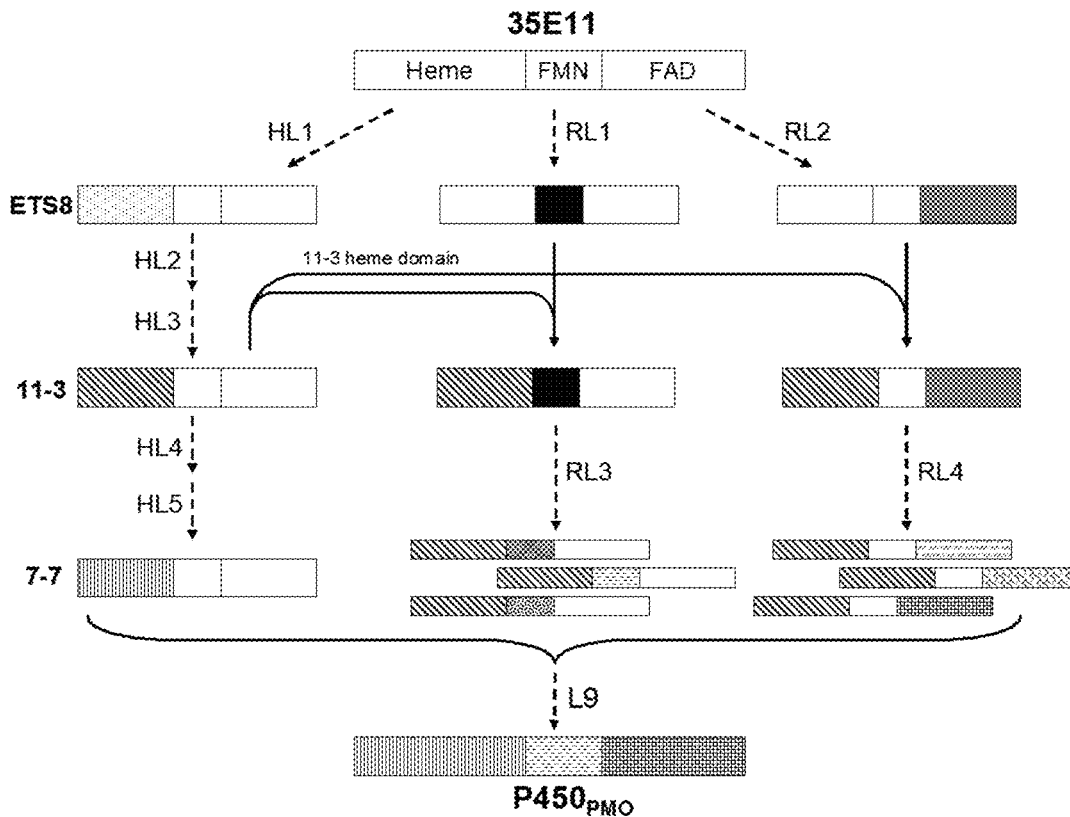 35E11
Heme FMN FAD
HL1 RL1 RL2
ETS8
HL2
11-3 heme domain
HL3
11-3
HL4
RL3 RL4
HL5
7-7
L9
P450PMO